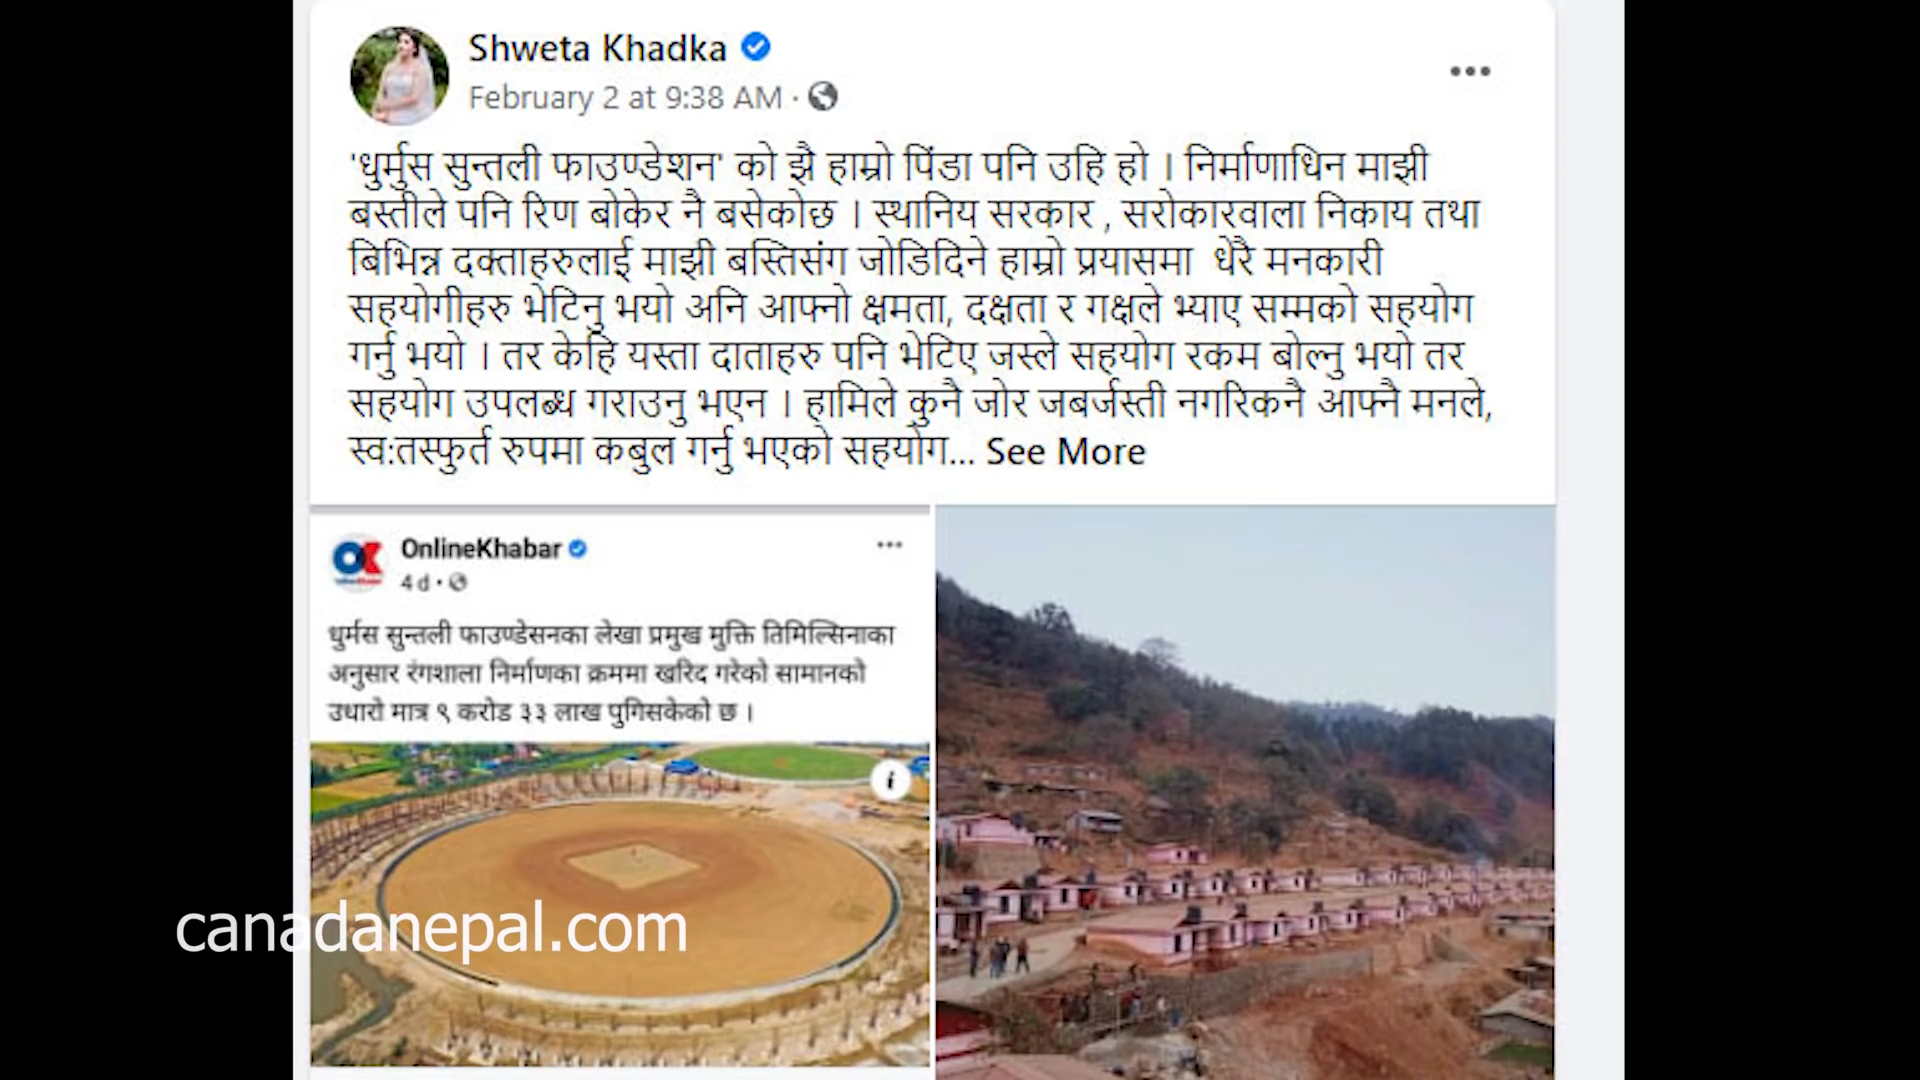 Shweta Khadka
February 2 at 9:38 AM ·
'धुर्मुस सुन्तली फाउण्डेशन' को झै हाम्रो पिंडा पनि उहि हो । निर्माणाधिन माझी
बस्तीले पनि रिण बोकेर नै बसेकोछ । स्थानिय सरकार , सरोकारवाला निकाय तथा
बिभिन्न दक्ताहरुलाई माझी बस्तिसंग जोडिदिने हाम्रो प्रयासमा धेरै मनकारी
सहयोगीहरु भेटिनु भयो अनि आफ्नो क्षमता, दक्षता र गक्षले भ्याए सम्मको सहयोग
गर्नु भयो । तर केहि यस्ता दाताहरु पनि भेटिए जस्ले सहयोग रकम बोल्नु भयो तर
सहयोग उपलब्ध गराउनु भएन । हामिले कुनै जोर जबर्जस्ती नगरिकनै आफ्नै मनले,
स्व:तस्फुर्त रुपमा कबुल गर्नु भएको सहयोग... See More
OnlineKhabar
4 d ·
धुर्मस सुन्तली फाउण्डेसनका लेखा प्रमुख मुक्ति तिमिल्सिनाका
अनुसार रंगशाला निर्माणका क्रममा खरिद गरेको सामानको
उधारो मात्र ९ करोड ३३ लाख पुगिसकेको छ ।
canadanepal.com